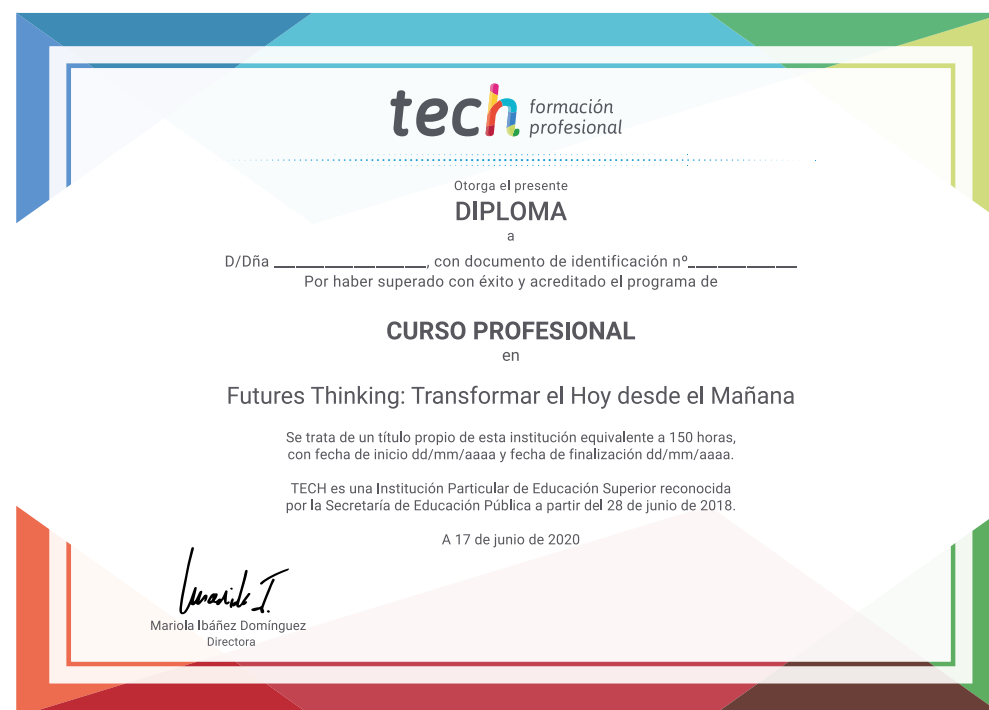 tech formación
profesional
Otorga el presente
DIPLOMA
a
D/Dña ________________, con documento de identificación nº____________
Por haber superado con éxito y acreditado el programa de
CURSO PROFESIONAL
en
Futures Thinking: Transformar el Hoy desde el Mañana
Se trata de un título propio de esta institución equivalente a 150 horas,
con fecha de inicio dd/mm/aaaa y fecha de finalización dd/mm/aaaa.
TECH es una Institución Particular de Educación Superior reconocida
por la Secretaría de Educación Pública a partir del 28 de junio de 2018.
A 17 de junio de 2020
Mariola Ibáñez Domínguez
Directora